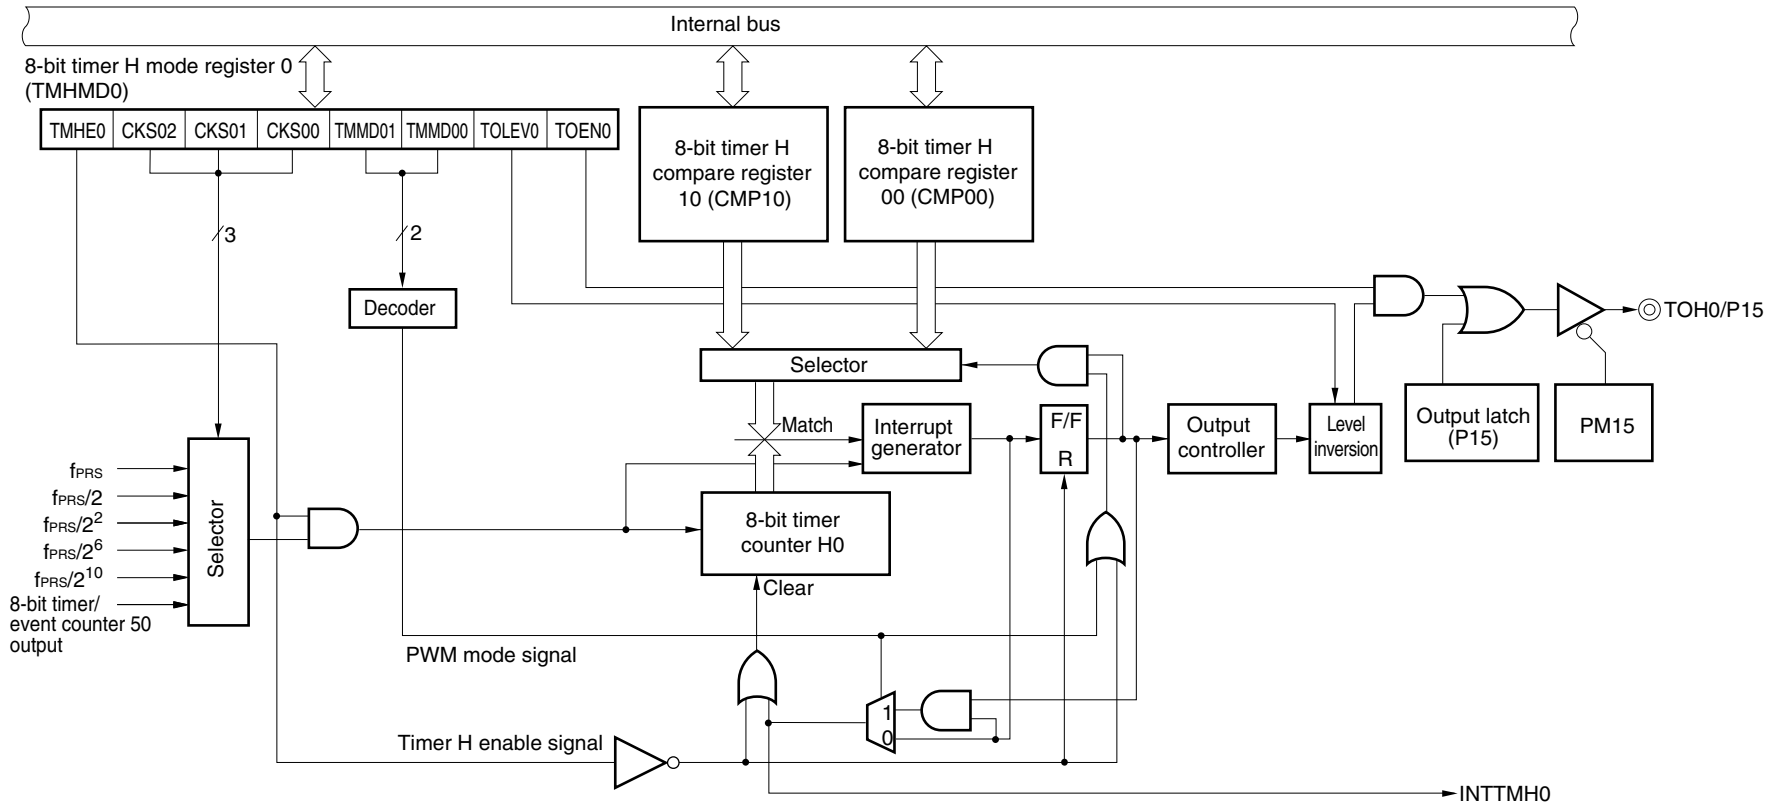 Internal bus
8-bit timer H mode register 0
(TMHMD0)
TMHE0 CKS02 CKS01 CKS00 TMMD01 TMMD00 TOLEV0 TOEN0
8-bit timer H
compare register
10 (CMP10)
8-bit timer H
compare register
00 (CMP00)
3
2
Decoder
TOH0/P15
Selector
Match
Interrupt
generator
F/F
R
Output
controller
Level
inversion
Output latch
(P15)
PM15
fPRS
fPRS/2
fPRS/2²
fPRS/2⁶
fPRS/2¹⁰
8-bit timer/
event counter 50
output
Selector
8-bit timer
counter H0
Clear
PWM mode signal
1
0
Timer H enable signal
INTTMH0